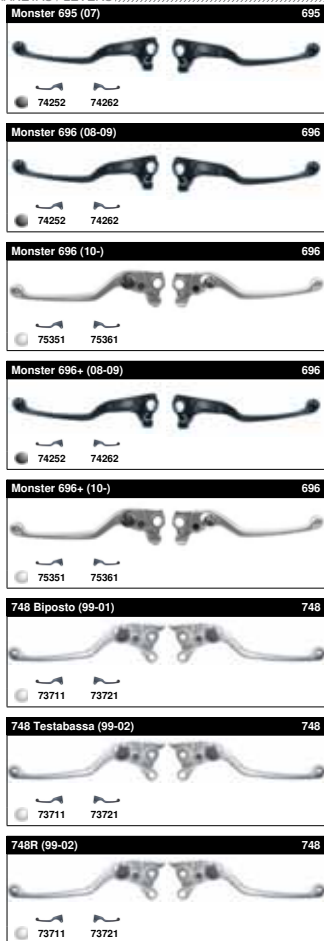 Monster 695 (07) 695
74252 74262
Monster 696 (08-09) 696
74252 74262
Monster 696 (10-) 696
75351 75361
Monster 696+ (08-09) 696
74252 74262
Monster 696+ (10-) 696
75351 75361
748 Biposto (99-01) 748
73711 73721
748 Testabassa (99-02) 748
73711 73721
748R (99-02) 748
73711 73721